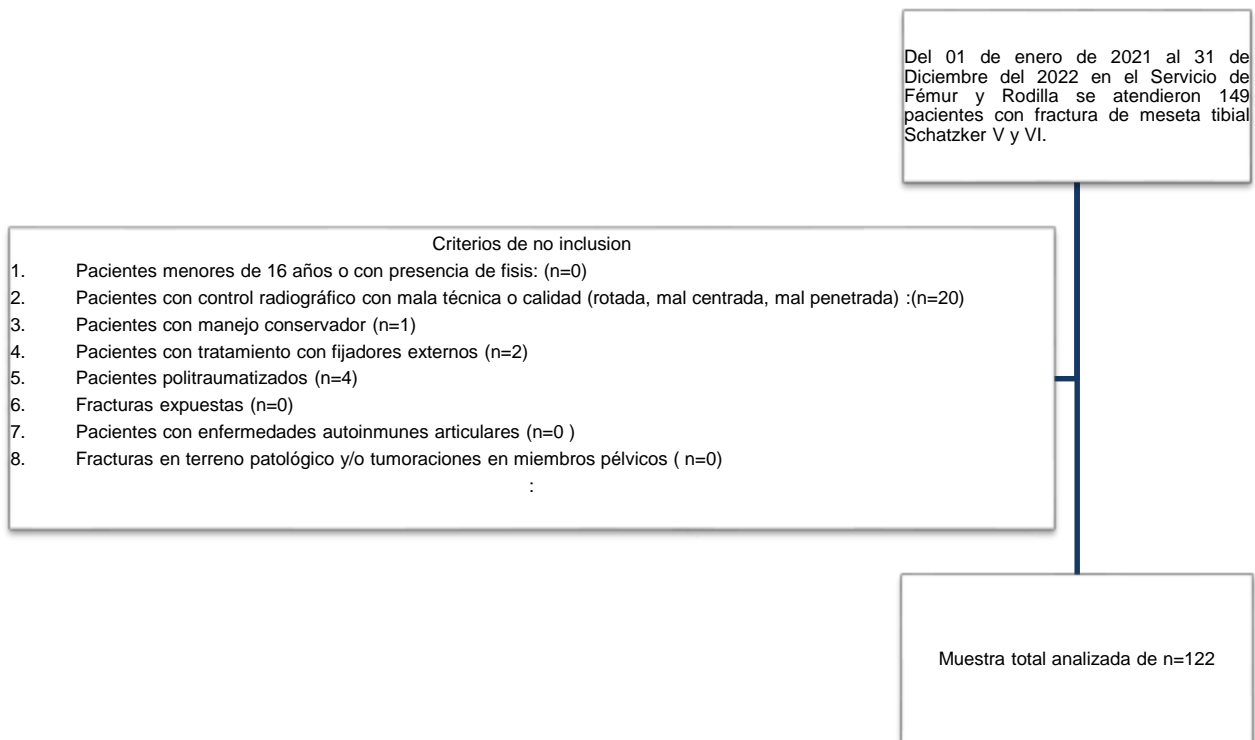 Del 01 de enero de 2021 al 31 de
Diciembre del 2022 en el Servicio de
Fémur y Rodilla se atendieron 149
pacientes con fractura de meseta tibial
Schatzker V y VI.
Criterios de no inclusion
1. Pacientes menores de 16 años o con presencia de fisis: (n=0)
2. Pacientes con control radiográfico con mala técnica o calidad (rotada, mal centrada, mal penetrada) :(n=20)
3. Pacientes con manejo conservador (n=1)
4. Pacientes con tratamiento con fijadores externos (n=2)
5. Pacientes politraumatizados (n=4)
6. Fracturas expuestas (n=0)
7. Pacientes con enfermedades autoinmunes articulares (n=0 )
8. Fracturas en terreno patológico y/o tumoraciones en miembros pélvicos ( n=0)
:
Muestra total analizada de n=122